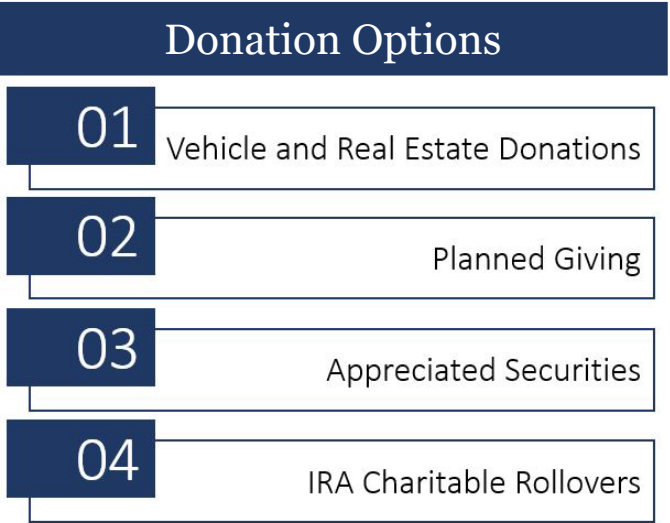 Donation Options
01
Vehicle and Real Estate Donations
02
Planned Giving
03
Appreciated Securities
04
IRA Charitable Rollovers